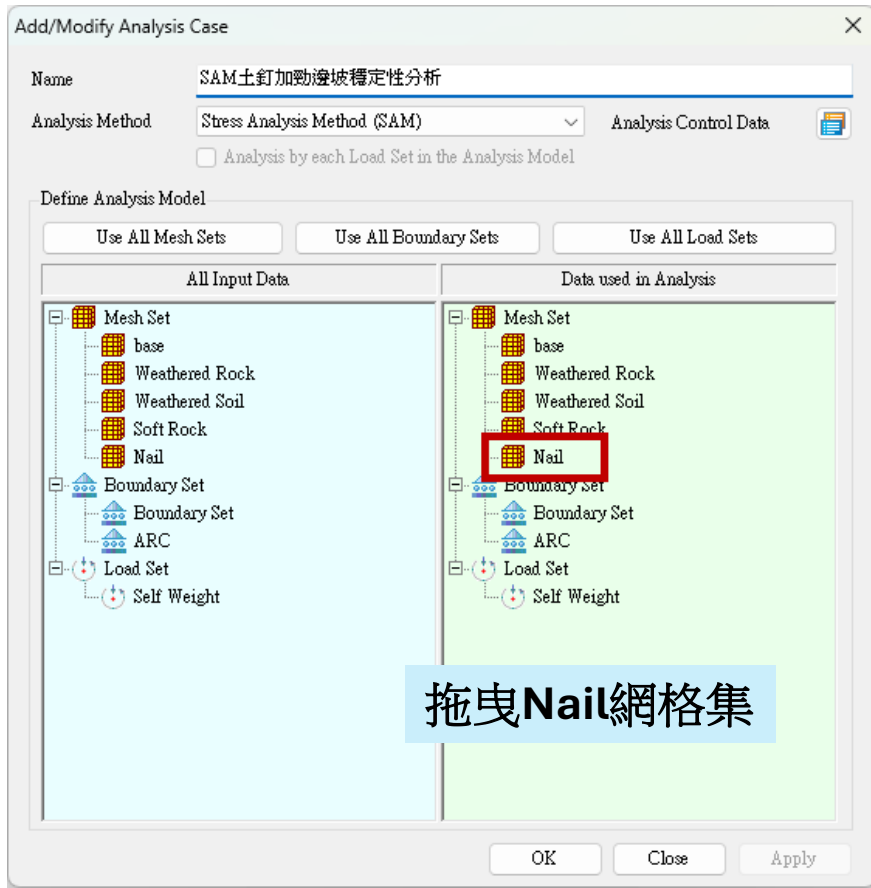 Add/Modify Analysis Case
Name SAM土釘加勁邊坡穩定性分析
Analysis Method Stress Analysis Method (SAM) Analysis Control Data
Analysis by each Load Set in the Analysis Model
Define Analysis Model
Use All Mesh Sets Use All Boundary Sets Use All Load Sets
All Input Data Data used in Analysis
Mesh Set Mesh Set
base base
Weathered Rock Weathered Rock
Weathered Soil Weathered Soil
Soft Rock Soft Rock
Nail Nail
Boundary Set Boundary Set
Boundary Set Boundary Set
ARC ARC
Load Set Load Set
Self Weight Self Weight
拖曳Nail網格集
OK Close Apply